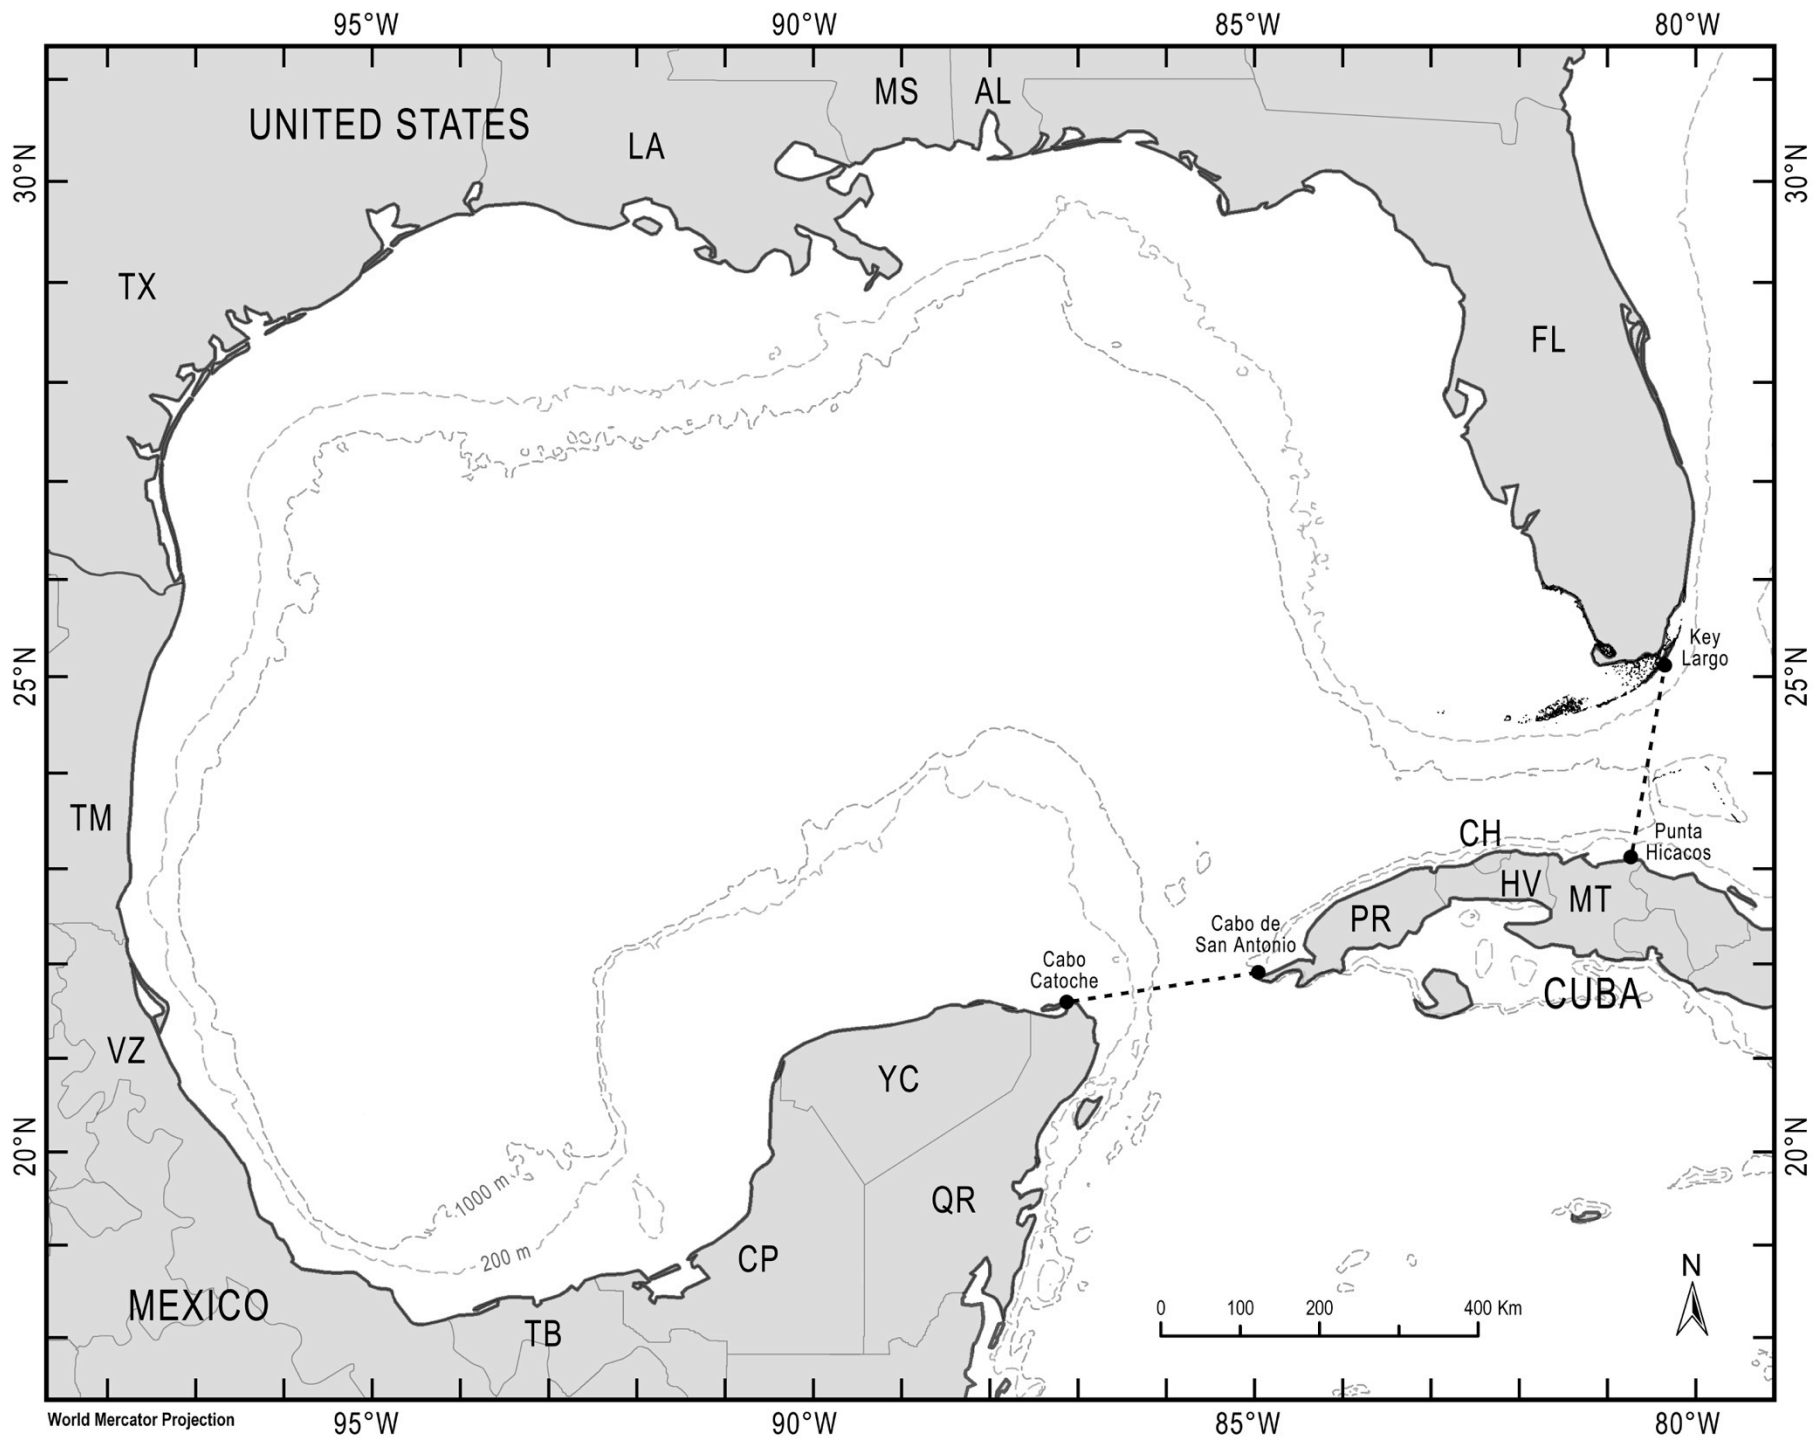 95°W 90°W 85°W 80°W
MS AL
UNITED STATES
LA
30°N 30°N
TX
FL
Key
Largo
25°N 25°N
TM
CH
Punta
Hicacos
HV
MT
PR
Cabo de
San Antonio
Cabo
Catoche
CUBA
VZ
YC
20°N 20°N
1000 m
QR
200 m
CP
N
MEXICO
0 100 200 400 Km
TB
World Mercator Projection
95°W 90°W 85°W 80°W